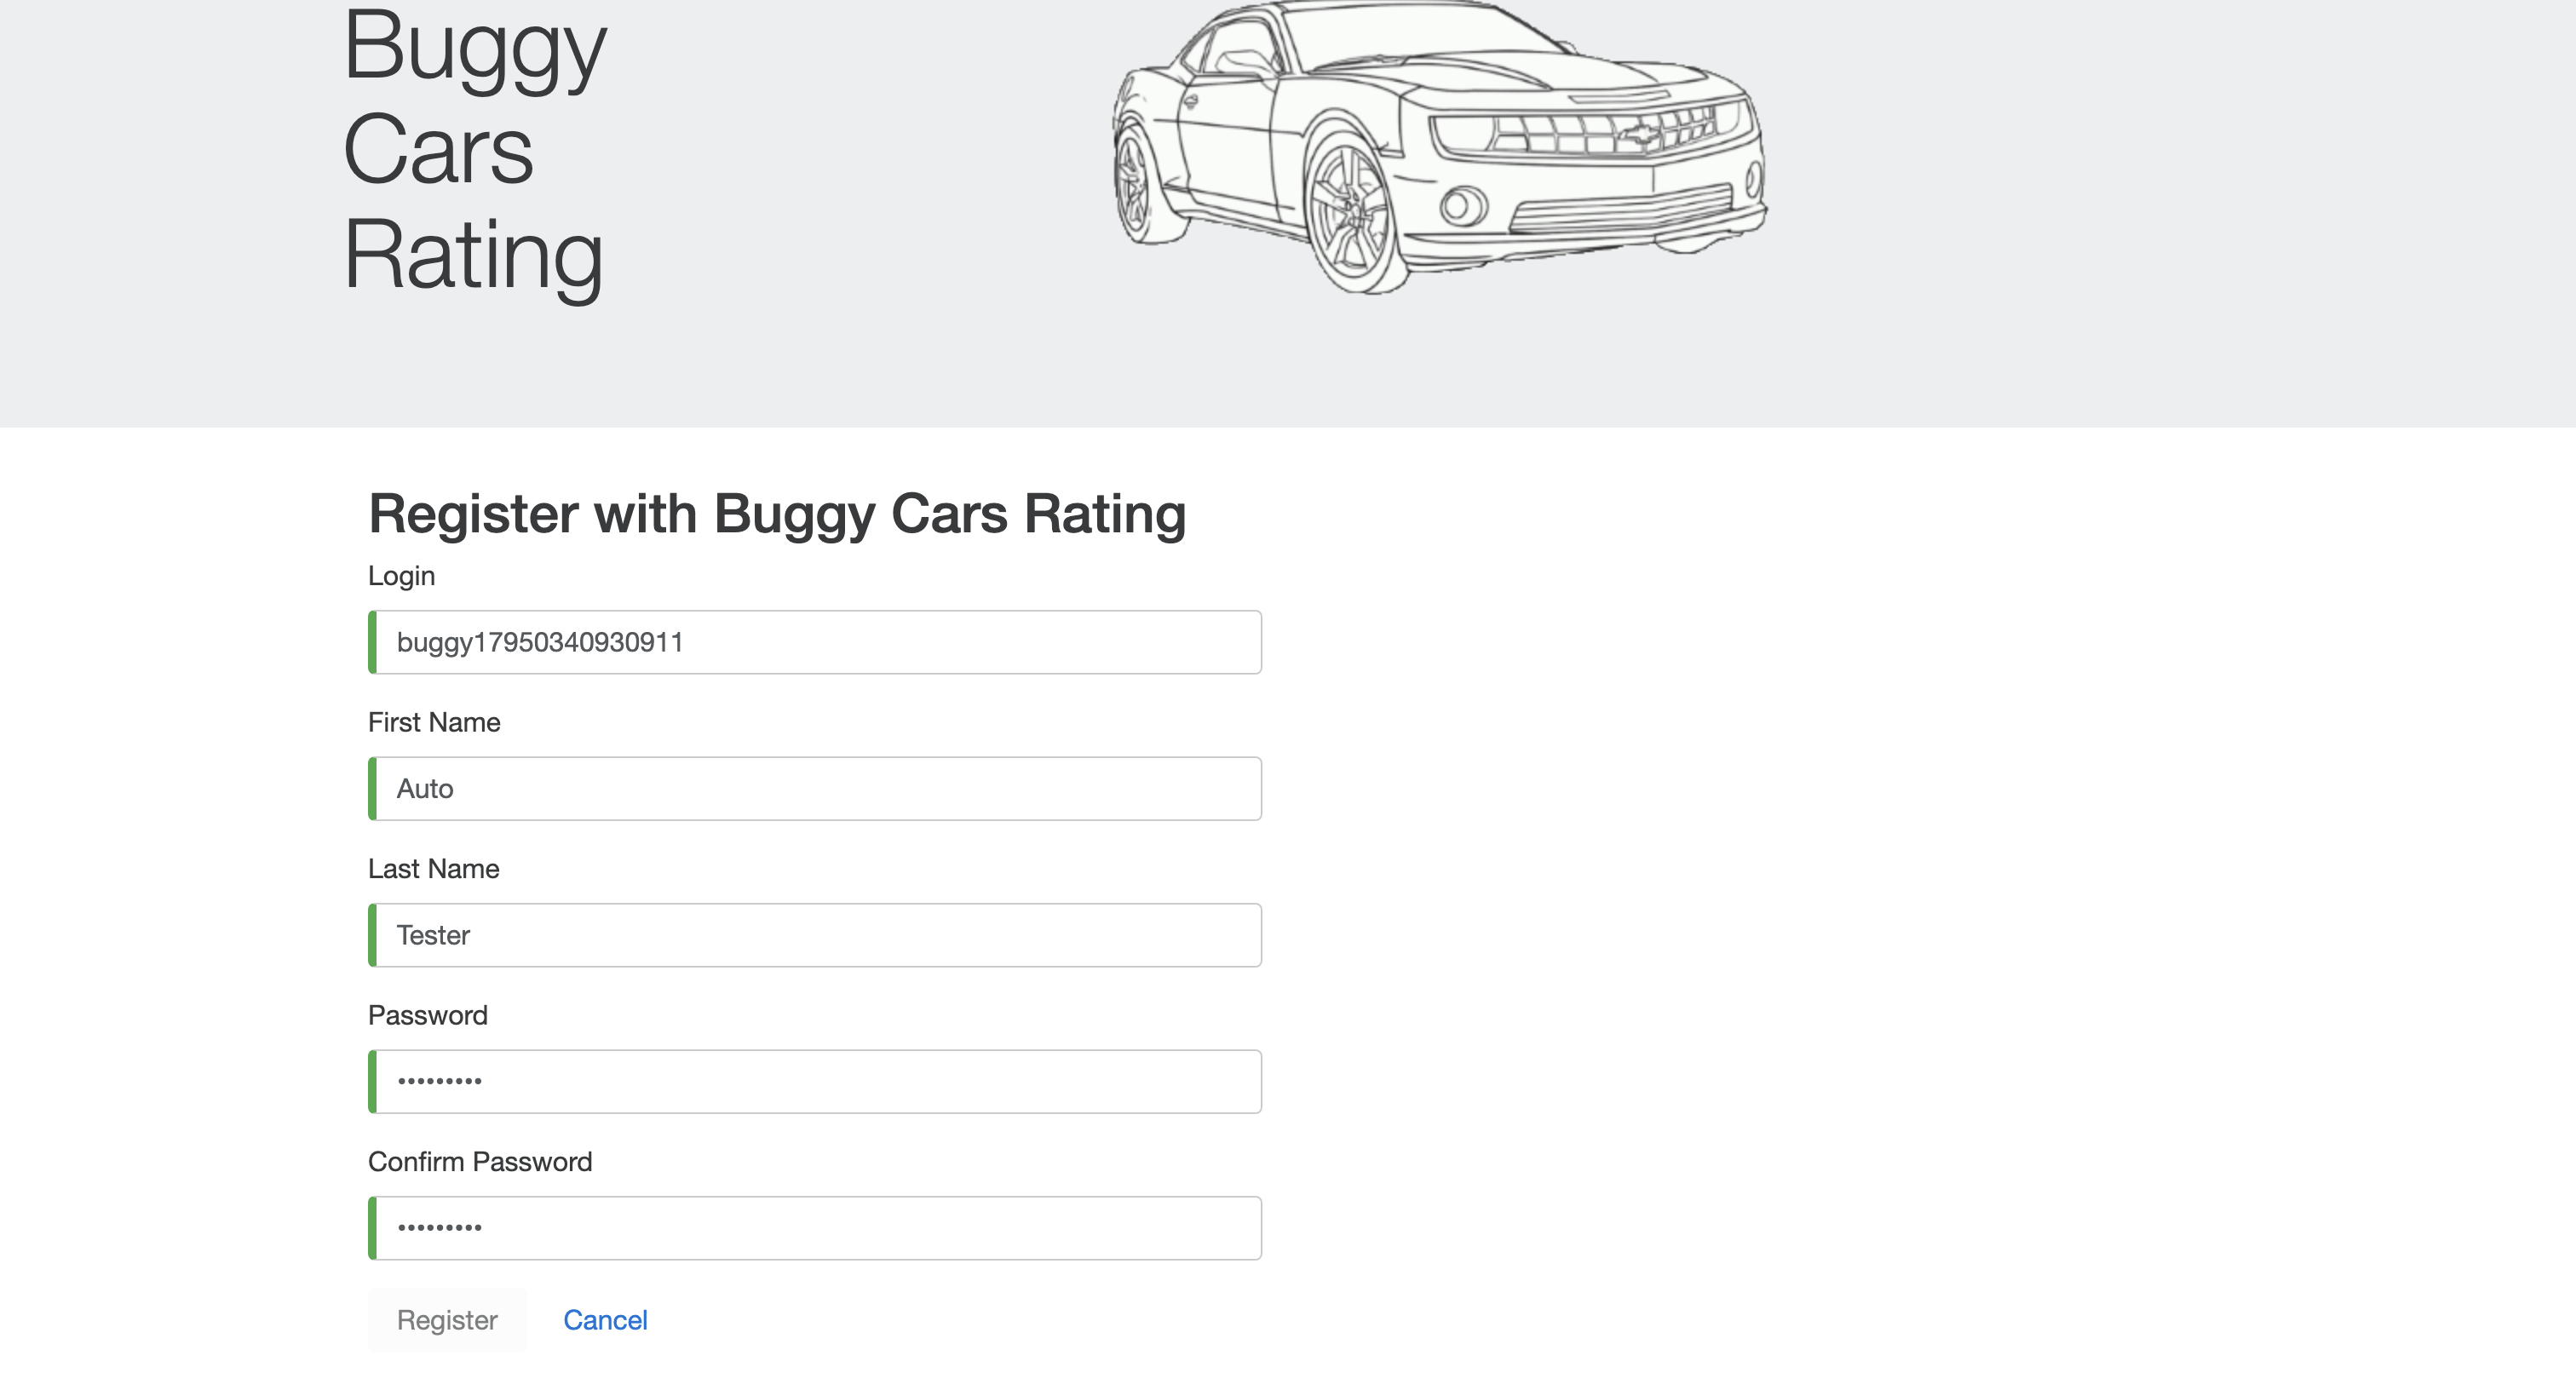 Buggy
Cars
Rating
Register with Buggy Cars Rating
Login
buggy17950340930911
First Name
Auto
Last Name
Tester
Password
•••••••••
Confirm Password
•••••••••
Register Cancel